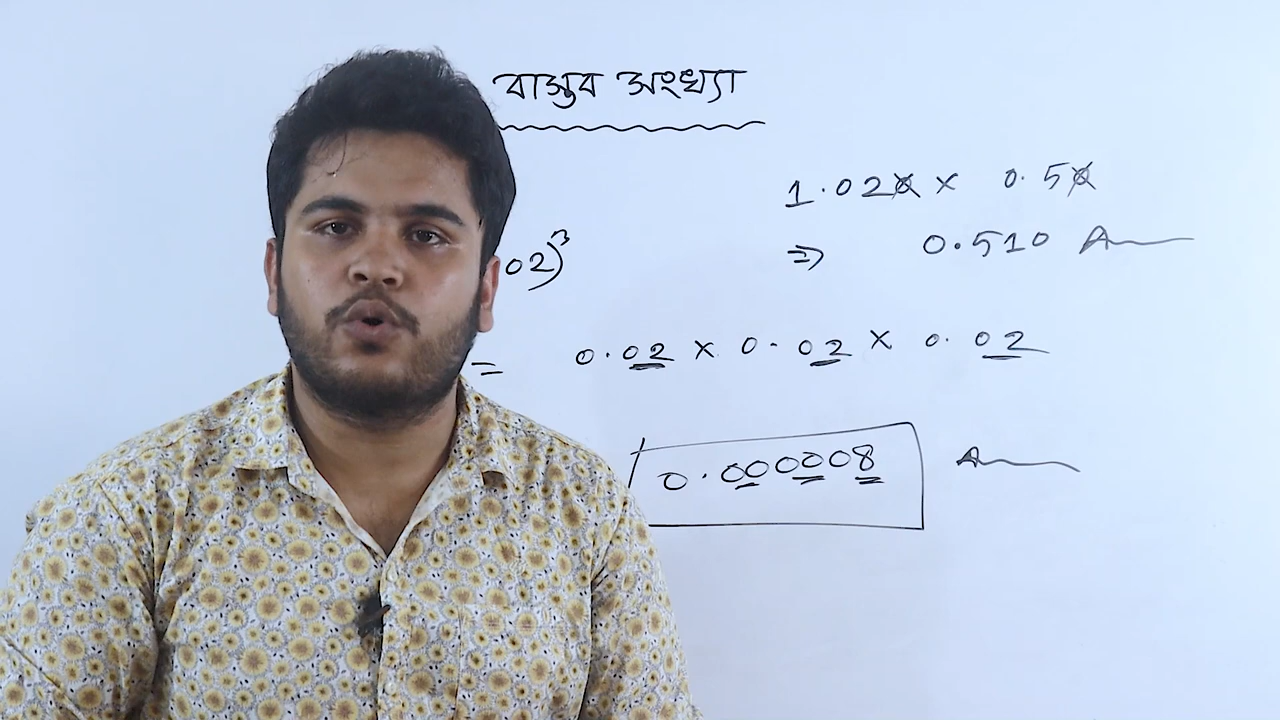 বাস্তব সংখ্যা
1.020 x 0.50
⇒ 0.510 A
02)³
= 0.02 x 0.02 x 0.02
0.000008 A